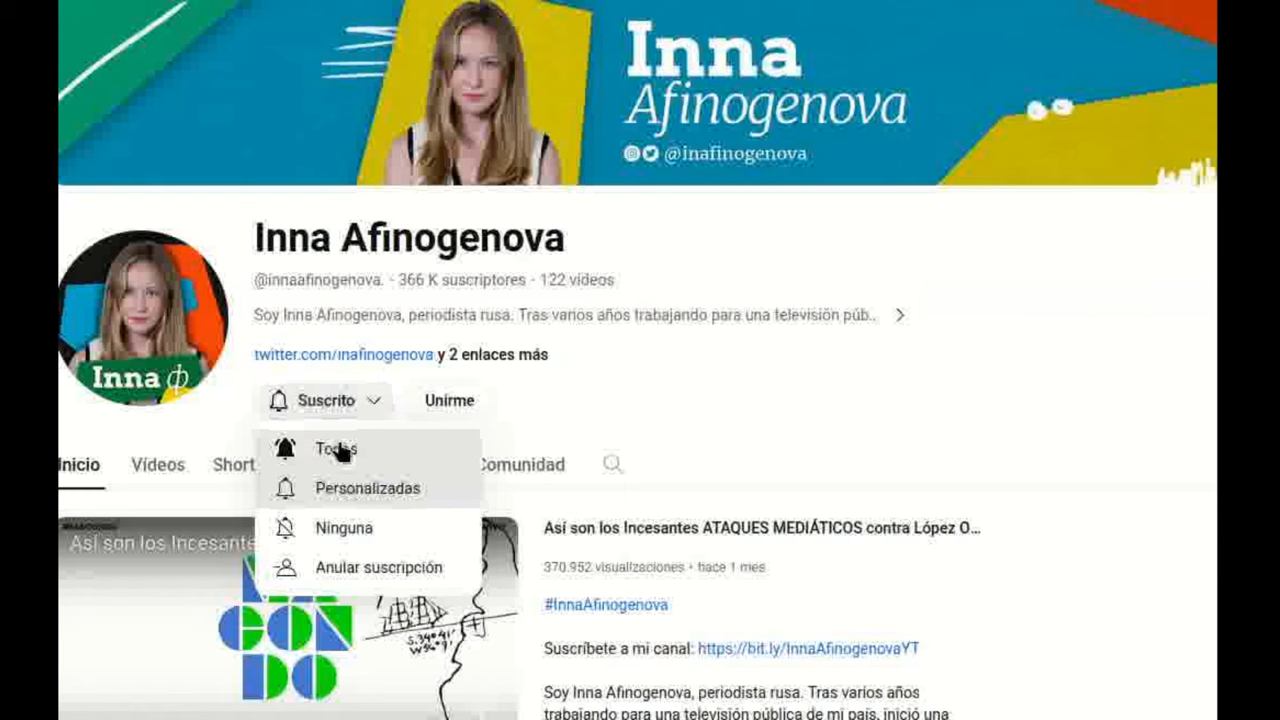 Inna
Afinogenova
@inafinogenova
Inna Afinogenova
@innaafinogenova. · 366 K suscriptores · 122 vídeos
Soy Inna Afinogenova, periodista rusa. Tras varios años trabajando para una televisión púb...
twitter.com/inafinogenova y 2 enlaces más
Inna ф
Suscrito
Unirme
Todas
Inicio
Vídeos
Short
Comunidad
Personalizadas
Ninguna
Anular suscripción
Así son los Incesante
Así son los Incesantes ATAQUES MEDIÁTICOS contra López O...
370.952 visualizaciones • hace 1 mes
#InnaAfinogenova
CON
DO
Suscríbete a mi canal: https://bit.ly/InnaAfinogenovaYT
Soy Inna Afinogenova, periodista rusa. Tras varios años
trabajando para una televisión pública de mi país, inició una